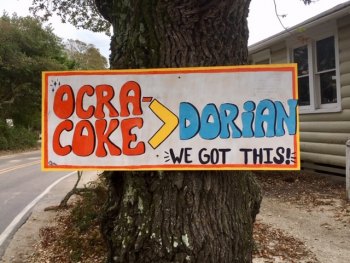 OCRA-
COKE > DORIAN
WE GOT THIS!